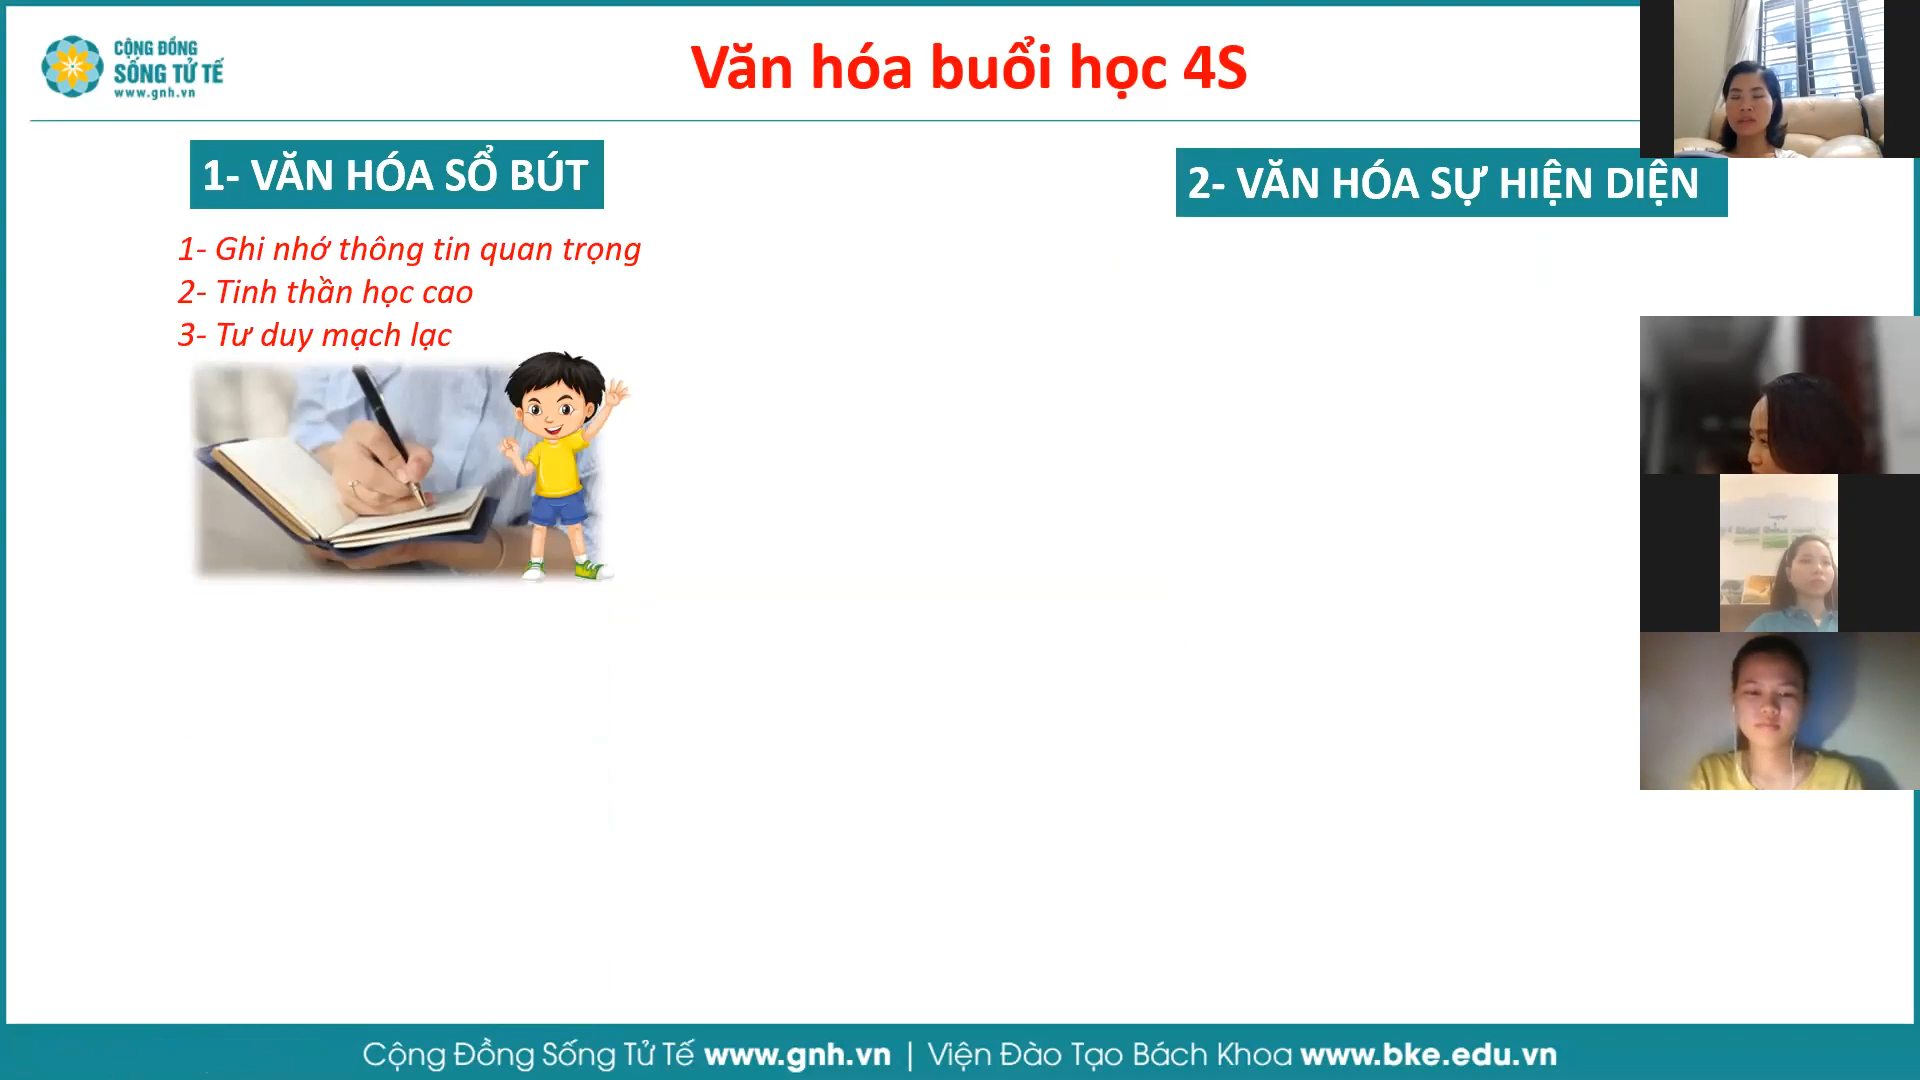 CỘNG ĐỒNG
SỐNG TỬ TẾ
www.gnh.vn
Văn hóa buổi học 4S
1- VĂN HÓA SỔ BÚT
2- VĂN HÓA SỰ HIỆN DIỆN
1- Ghi nhớ thông tin quan trọng
2- Tinh thần học cao
3- Tư duy mạch lạc
Cộng Đồng Sống Tử Tế www.gnh.vn | Viện Đào Tạo Bách Khoa www.bke.edu.vn